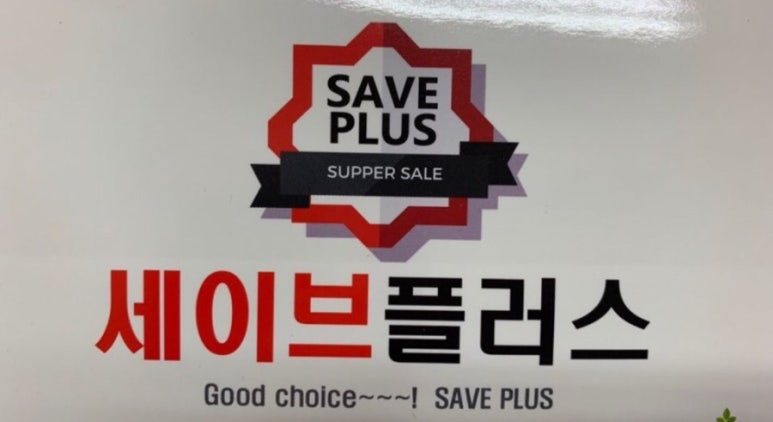 SAVE
PLUS
SUPPER SALE
세이브플러스
Good choice~~~! SAVE PLUS